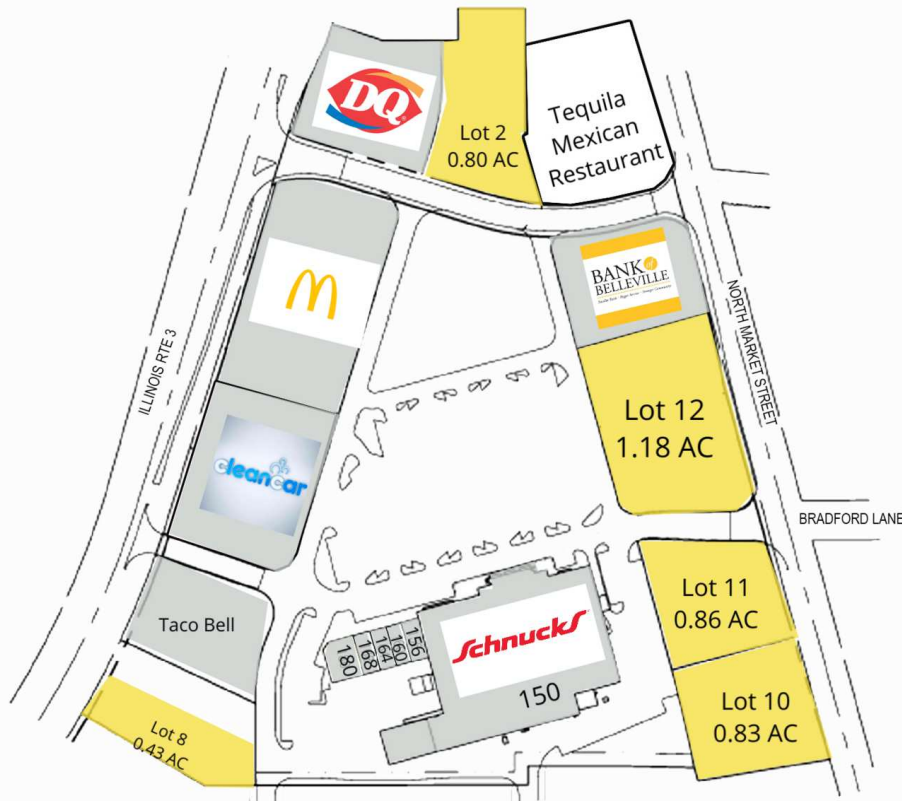 DQ
Lot 2
0.80 AC
Tequila
Mexican
Restaurant
BANK of
BELLEVILLE
ILLINOIS RTE 3
NORTH MARKET STREET
Lot 12
1.18 AC
cleancar
BRADFORD LANE
Lot 11
0.86 AC
Taco Bell
180
168
164
160
156
Schnucks
150
Lot 10
0.83 AC
Lot 8
0.43 AC